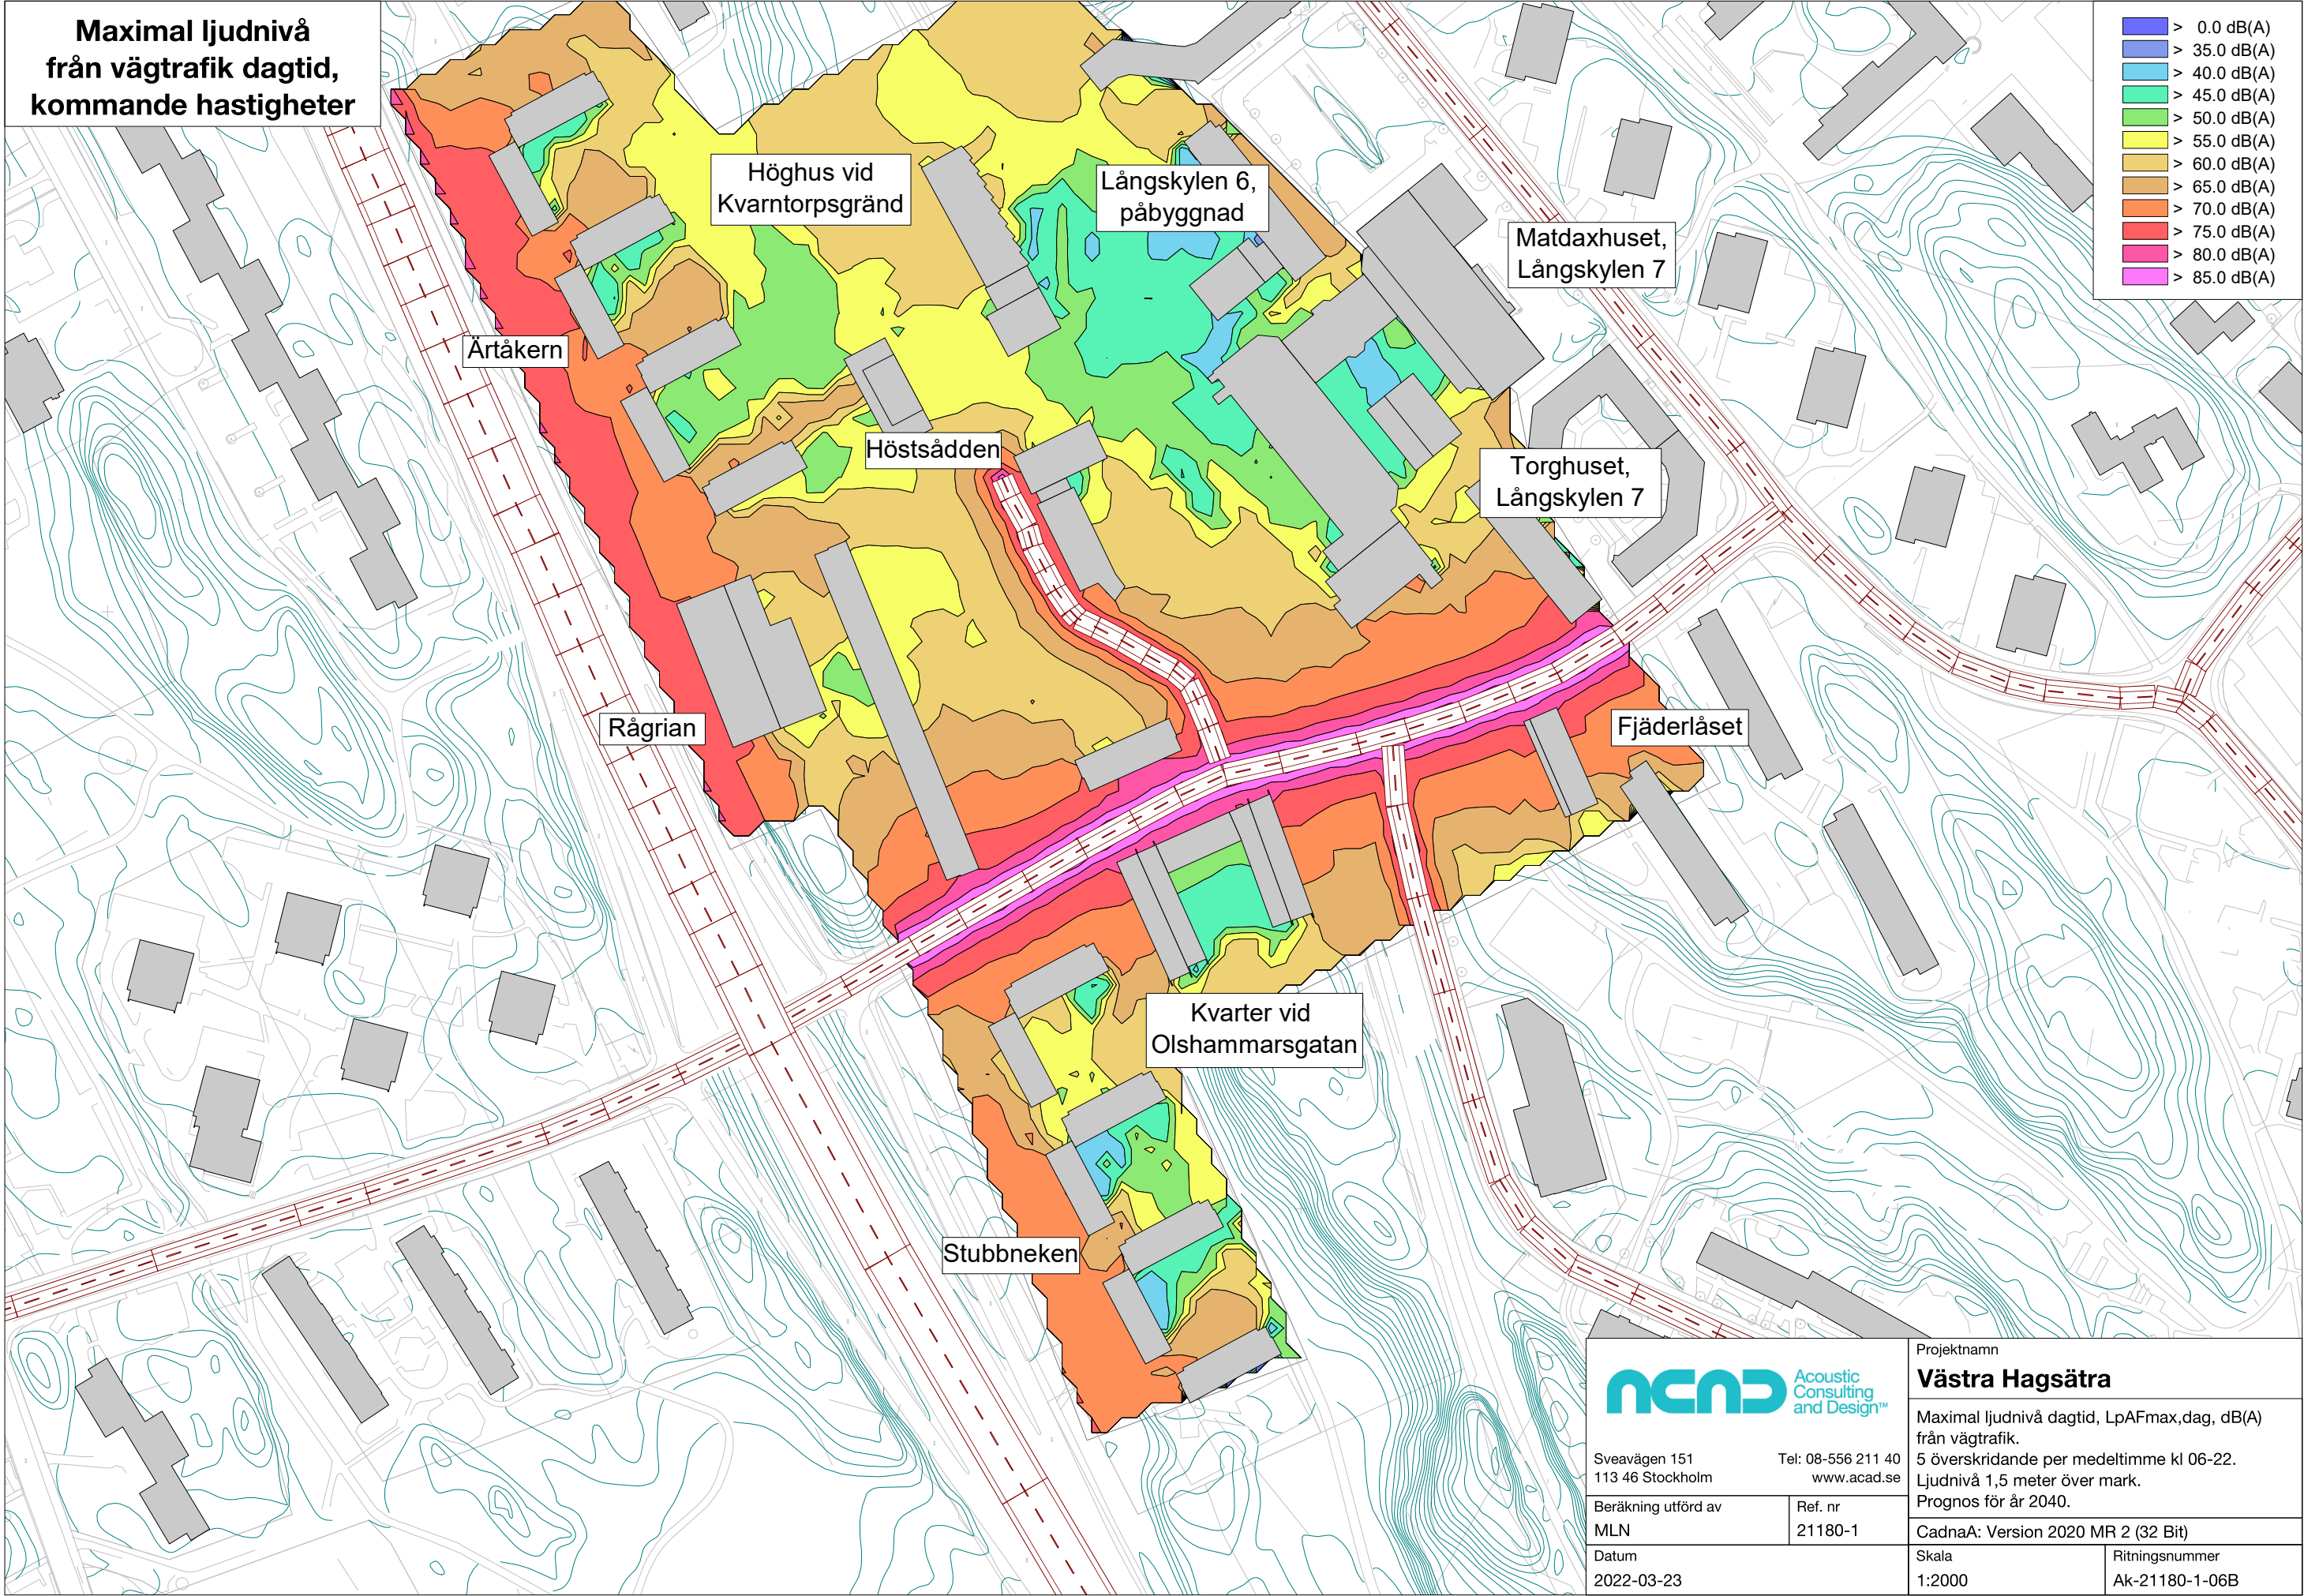 Maximal ljudnivå
från vägtrafik dagtid,
kommande hastigheter
> 0.0 dB(A)
> 35.0 dB(A)
> 40.0 dB(A)
> 45.0 dB(A)
> 50.0 dB(A)
> 55.0 dB(A)
> 60.0 dB(A)
> 65.0 dB(A)
> 70.0 dB(A)
> 75.0 dB(A)
> 80.0 dB(A)
> 85.0 dB(A)
Höghus vid
Kvarntorpsgränd
Långskylen 6,
påbyggnad
Matdaxhuset,
Långskylen 7
Ärtåkern
Höstsådden
Torghuset,
Långskylen 7
Rågrian
Fjäderlåset
Kvarter vid
Olshammarsgatan
Stubbneken
ACAD
Acoustic
Consulting
and Design™
Sveavägen 151
113 46 Stockholm
Tel: 08-556 211 40
www.acad.se
Beräkning utförd av
MLN
Ref. nr
21180-1
Datum
2022-03-23
Projektnamn
Västra Hagsätra
Maximal ljudnivå dagtid, LpAFmax,dag, dB(A)
från vägtrafik.
5 överskridande per medeltimme kl 06-22.
Ljudnivå 1,5 meter över mark.
Prognos för år 2040.
CadnaA: Version 2020 MR 2 (32 Bit)
Skala
1:2000
Ritningsnummer
Ak-21180-1-06B